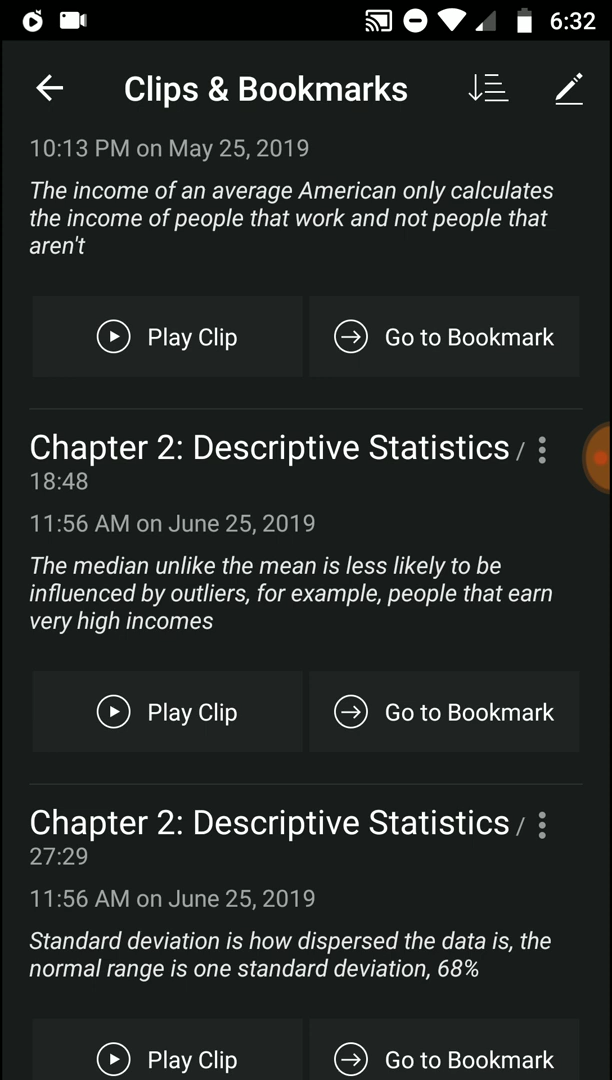 6:32
Clips & Bookmarks
10:13 PM on May 25, 2019
The income of an average American only calculates
the income of people that work and not people that
aren't
Play Clip
Go to Bookmark
Chapter 2: Descriptive Statistics /
18:48
11:56 AM on June 25, 2019
The median unlike the mean is less likely to be
influenced by outliers, for example, people that earn
very high incomes
Play Clip
Go to Bookmark
Chapter 2: Descriptive Statistics /
27:29
11:56 AM on June 25, 2019
Standard deviation is how dispersed the data is, the
normal range is one standard deviation, 68%
Play Clip
Go to Bookmark